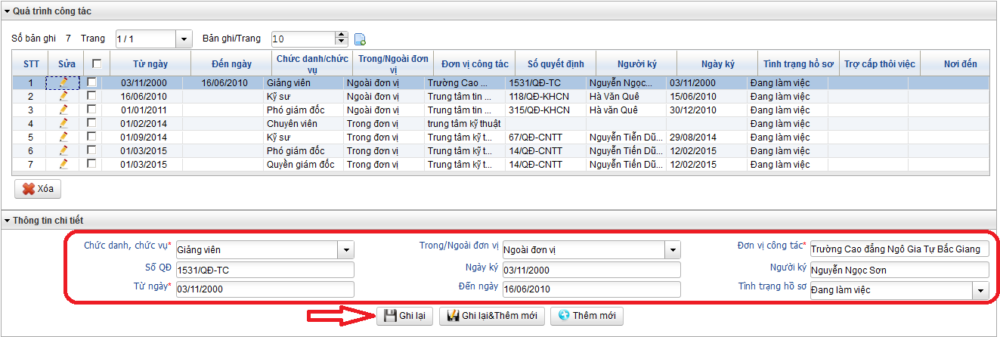 Quá trình công tác
Số bản ghi 7 Trang 1 / 1 Bản ghi/Trang 10
STT Sửa Từ ngày Đến ngày Chức danh/chức vụ Trong/Ngoài đơn vị Đơn vị công tác Số quyết định Người ký Ngày ký Tình trạng hồ sơ Trợ cấp thôi việc Nơi đến
1 03/11/2000 16/06/2010 Giảng viên Ngoài đơn vị Trường Cao ... 1531/QĐ-TC Nguyễn Ngọc... 03/11/2000 Đang làm việc
2 16/06/2010 Kỹ sư Ngoài đơn vị Trung tâm tin ... 118/QĐ-KHCN Hà Văn Quê 15/06/2010 Đang làm việc
3 01/01/2011 Phó giám đốc Ngoài đơn vị Trung tâm tin ... 315/QĐ-KHCN Hà văn Quê 30/12/2010 Đang làm việc
4 01/02/2014 Chuyên viên Trong đơn vị trung tâm kỹ thuật Đang làm việc
5 01/09/2014 Kỹ sư Trong đơn vị Trung tâm kỹ t... 67/QĐ-CNTT Nguyễn Tiến Dũ... 29/08/2014 Đang làm việc
6 01/03/2015 Phó giám đốc Trong đơn vị Trung tâm kỹ t... 14/QĐ-CNTT Nguyễn Tiến Dũ... 12/02/2015 Đang làm việc
7 01/03/2015 Quyền giám đốc Trong đơn vị Trung tâm kỹ t... 14/QĐ-CNTT Nguyễn Tiến Dũ... 12/02/2015 Đang làm việc
Xóa
Thông tin chi tiết
Chức danh, chức vụ* Giảng viên Trong/Ngoài đơn vị Ngoài đơn vị Đơn vị công tác* Trường Cao đẳng Ngô Gia Tự Bắc Giang
Số QĐ 1531/QĐ-TC Ngày ký 03/11/2000 Người ký Nguyễn Ngọc Sơn
Từ ngày* 03/11/2000 Đến ngày 16/06/2010 Tình trạng hồ sơ Đang làm việc
Ghi lại Ghi lại&Thêm mới Thêm mới